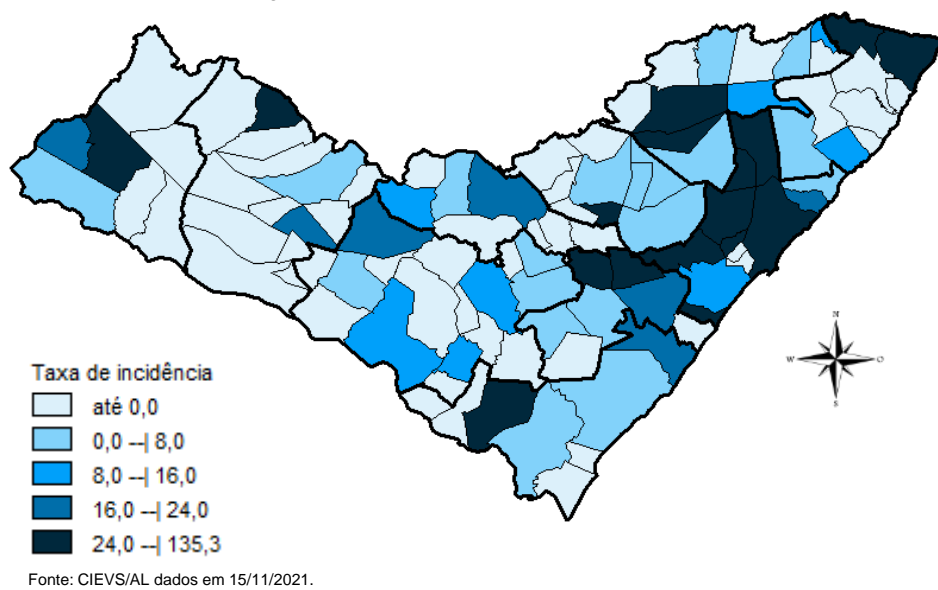 N
W
O
S
Taxa de incidência
até 0,0
0,0 --| 8,0
8,0 --| 16,0
16,0 --| 24,0
24,0 --| 135,3
Fonte: CIEVS/AL dados em 15/11/2021.